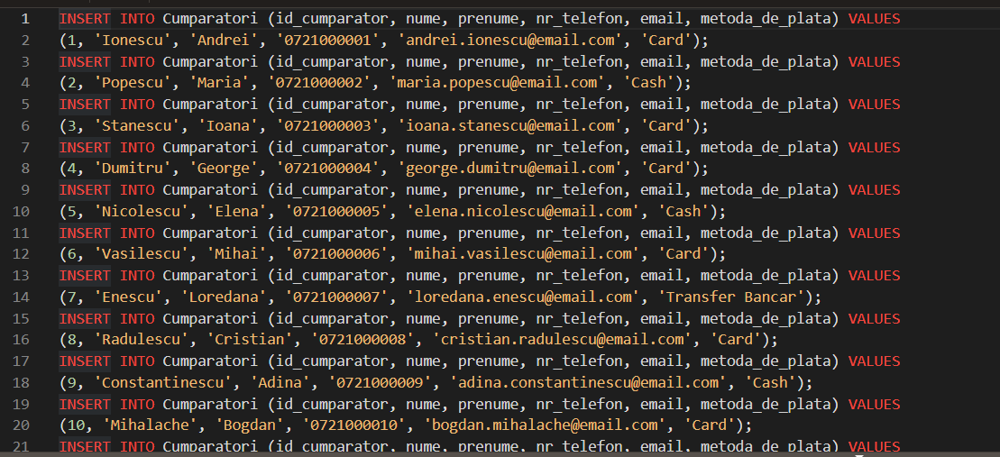 1 INSERT INTO Cumparatori (id_cumparator, nume, prenume, nr_telefon, email, metoda_de_plata) VALUES
2 (1, 'Ionescu', 'Andrei', '0721000001', 'andrei.ionescu@email.com', 'Card');
3 INSERT INTO Cumparatori (id_cumparator, nume, prenume, nr_telefon, email, metoda_de_plata) VALUES
4 (2, 'Popescu', 'Maria', '0721000002', 'maria.popescu@email.com', 'Cash');
5 INSERT INTO Cumparatori (id_cumparator, nume, prenume, nr_telefon, email, metoda_de_plata) VALUES
6 (3, 'Stanescu', 'Ioana', '0721000003', 'ioana.stanescu@email.com', 'Card');
7 INSERT INTO Cumparatori (id_cumparator, nume, prenume, nr_telefon, email, metoda_de_plata) VALUES
8 (4, 'Dumitru', 'George', '0721000004', 'george.dumitru@email.com', 'Card');
9 INSERT INTO Cumparatori (id_cumparator, nume, prenume, nr_telefon, email, metoda_de_plata) VALUES
10 (5, 'Nicolescu', 'Elena', '0721000005', 'elena.nicolescu@email.com', 'Cash');
11 INSERT INTO Cumparatori (id_cumparator, nume, prenume, nr_telefon, email, metoda_de_plata) VALUES
12 (6, 'Vasilescu', 'Mihai', '0721000006', 'mihai.vasilescu@email.com', 'Card');
13 INSERT INTO Cumparatori (id_cumparator, nume, prenume, nr_telefon, email, metoda_de_plata) VALUES
14 (7, 'Enescu', 'Loredana', '0721000007', 'loredana.enescu@email.com', 'Transfer Bancar');
15 INSERT INTO Cumparatori (id_cumparator, nume, prenume, nr_telefon, email, metoda_de_plata) VALUES
16 (8, 'Radulescu', 'Cristian', '0721000008', 'cristian.radulescu@email.com', 'Card');
17 INSERT INTO Cumparatori (id_cumparator, nume, prenume, nr_telefon, email, metoda_de_plata) VALUES
18 (9, 'Constantinescu', 'Adina', '0721000009', 'adina.constantinescu@email.com', 'Cash');
19 INSERT INTO Cumparatori (id_cumparator, nume, prenume, nr_telefon, email, metoda_de_plata) VALUES
20 (10, 'Mihalache', 'Bogdan', '0721000010', 'bogdan.mihalache@email.com', 'Card');
21 INSERT INTO Cumparatori (id_cumparator, nume, prenume, nr_telefon, email, metoda_de_plata) VALUES